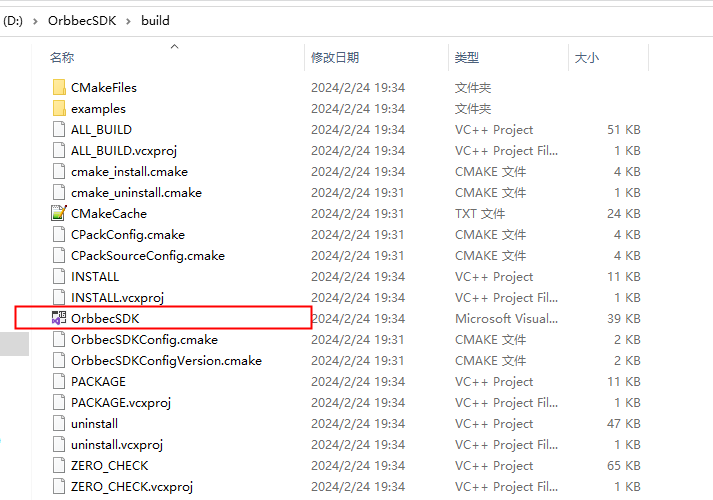 (D:) > OrbbecSDK > build
名称 修改日期 类型 大小
CMakeFiles 2024/2/24 19:34 文件夹
examples 2024/2/24 19:34 文件夹
ALL_BUILD 2024/2/24 19:34 VC++ Project 51 KB
ALL_BUILD.vcxproj 2024/2/24 19:34 VC++ Project Fil... 1 KB
cmake_install.cmake 2024/2/24 19:34 CMAKE 文件 4 KB
cmake_uninstall.cmake 2024/2/24 19:31 CMAKE 文件 1 KB
CMakeCache 2024/2/24 19:31 TXT 文件 24 KB
CPackConfig.cmake 2024/2/24 19:31 CMAKE 文件 4 KB
CPackSourceConfig.cmake 2024/2/24 19:31 CMAKE 文件 4 KB
INSTALL 2024/2/24 19:34 VC++ Project 11 KB
INSTALL.vcxproj 2024/2/24 19:34 VC++ Project Fil... 1 KB
OrbbecSDK 2024/2/24 19:34 Microsoft Visual... 39 KB
OrbbecSDKConfig.cmake 2024/2/24 19:34 CMAKE 文件 2 KB
OrbbecSDKConfigVersion.cmake 2024/2/24 19:31 CMAKE 文件 2 KB
PACKAGE 2024/2/24 19:34 VC++ Project 11 KB
PACKAGE.vcxproj 2024/2/24 19:34 VC++ Project Fil... 1 KB
uninstall 2024/2/24 19:34 VC++ Project 47 KB
uninstall.vcxproj 2024/2/24 19:34 VC++ Project Fil... 1 KB
ZERO_CHECK 2024/2/24 19:34 VC++ Project 65 KB
ZERO_CHECK.vcxproj 2024/2/24 19:34 VC++ Project Fil... 1 KB